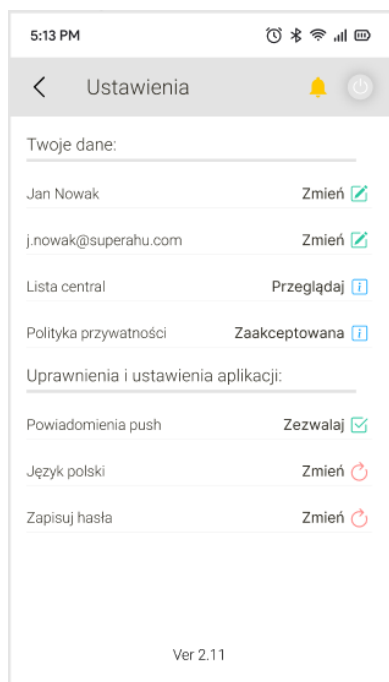 5:13 PM
Ustawienia
Twoje dane:
Jan Nowak Zmień
j.nowak@superahu.com Zmień
Lista central Przeglądaj
Polityka prywatności Zaakceptowana
Uprawnienia i ustawienia aplikacji:
Powiadomienia push Zezwalaj
Język polski Zmień
Zapisuj hasła Zmień
Ver 2.11